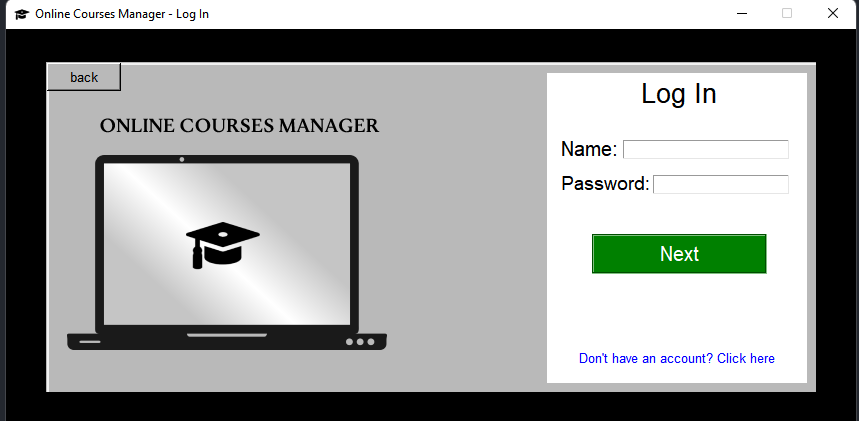 Online Courses Manager - Log In
back
ONLINE COURSES MANAGER
Log In
Name:
Password:
Next
Don't have an account? Click here